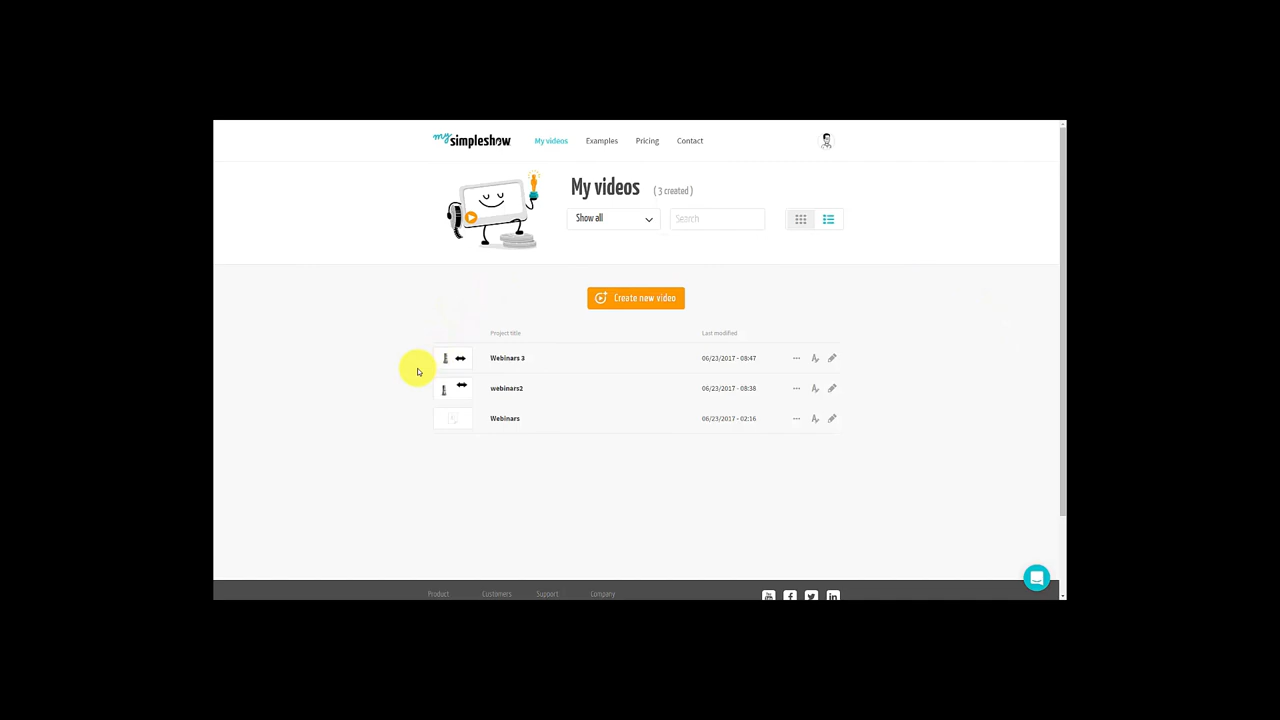 my simpleshow My videos Examples Pricing Contact
My videos ( 3 created )
Show all Search
Create new video
Project title Last modified
Webinars 3 06/23/2017 - 08:47
webinars2 06/23/2017 - 08:38
Webinars 06/23/2017 - 02:16
Product Customers Support Company